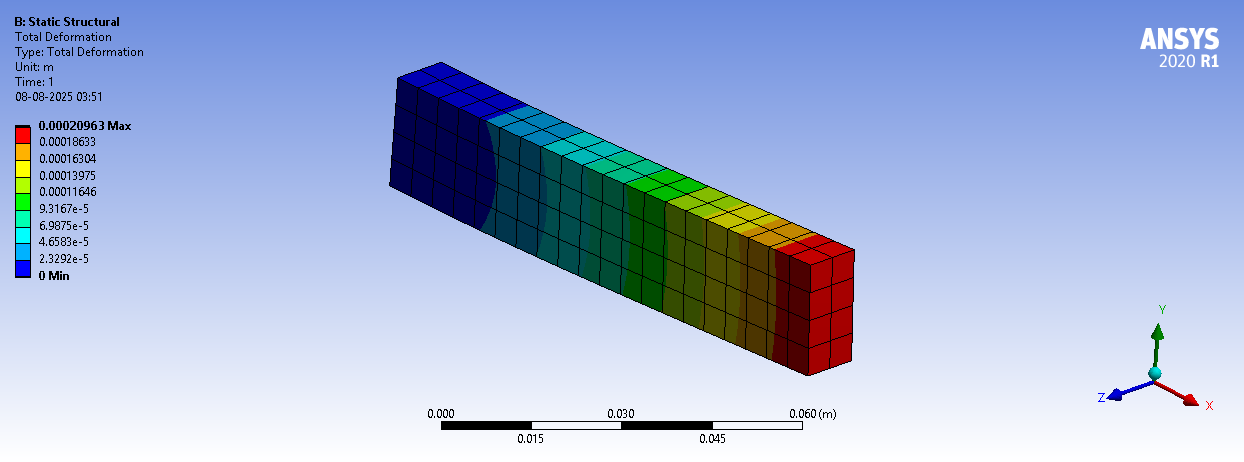 B: Static Structural
Total Deformation
Type: Total Deformation
Unit: m
Time: 1
08-08-2025 03:51
0.00020963 Max
0.00018633
0.00016304
0.00013975
0.00011646
9.3167e-5
6.9875e-5
4.6583e-5
2.3292e-5
0 Min
ANSYS
2020 R1
0.000 0.030 0.060 (m)
0.015 0.045
Y
Z
X